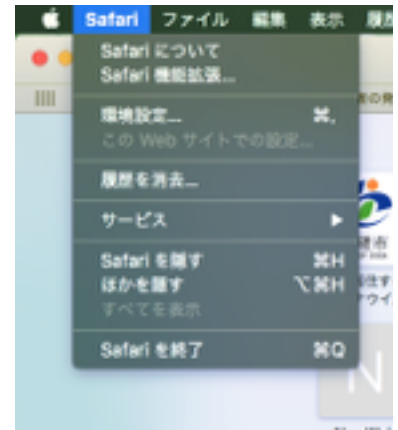 Safari ファイル 編集 表示 履歴
Safari について
Safari 機能拡張...
環境設定... ⌘,
この Web サイトでの設定...
履歴を消去...
サービス ▶
Safari を隠す ⌘H
ほかを隠す ⌥⌘H
すべてを表示
Safari を終了 ⌘Q
N